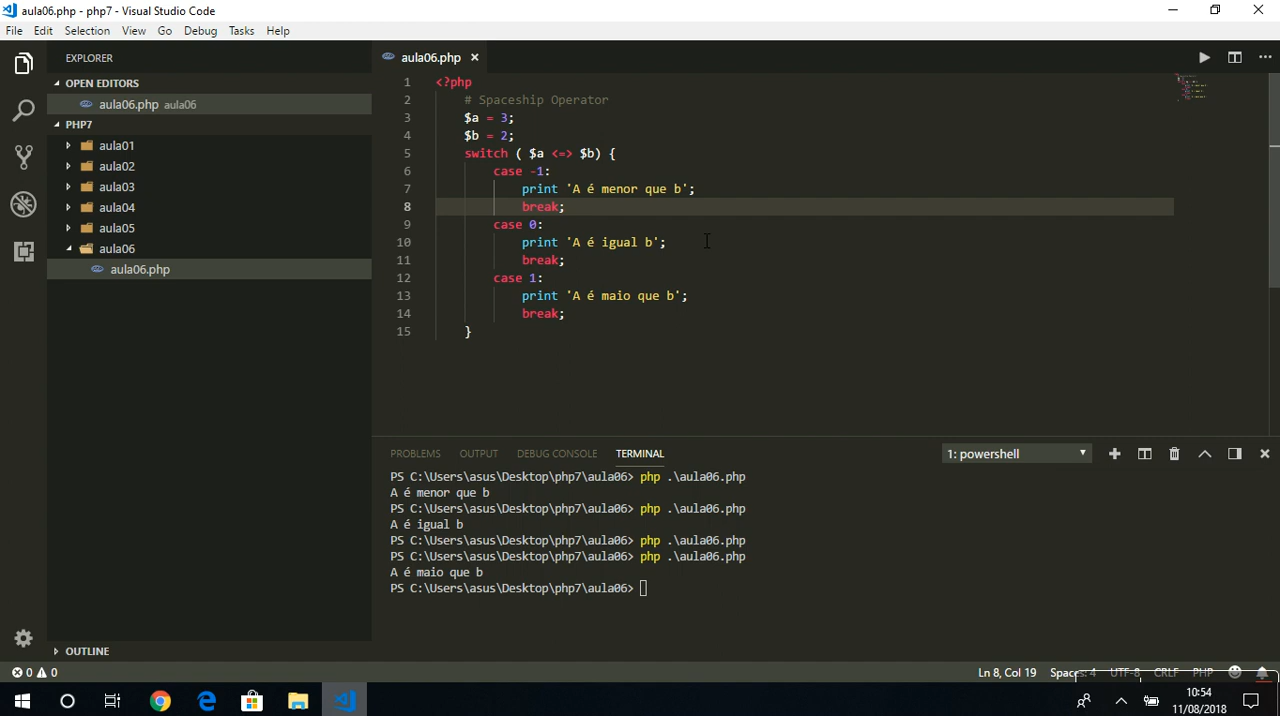 aula06.php - php7 - Visual Studio Code
File Edit Selection View Go Debug Tasks Help
EXPLORER
OPEN EDITORS
aula06.php aula06
PHP7
aula01
aula02
aula03
aula04
aula05
aula06
aula06.php
OUTLINE
aula06.php
1 <?php
2 # Spaceship Operator
3 $a = 3;
4 $b = 2;
5 switch ( $a <=> $b) {
6 case -1:
7 print 'A é menor que b';
8 break;
9 case 0:
10 print 'A é igual b';
11 break;
12 case 1:
13 print 'A é maio que b';
14 break;
15 }
PROBLEMS OUTPUT DEBUG CONSOLE TERMINAL 1: powershell
PS C:\Users\asus\Desktop\php7\aula06> php .\aula06.php
A é menor que b
PS C:\Users\asus\Desktop\php7\aula06> php .\aula06.php
A é igual b
PS C:\Users\asus\Desktop\php7\aula06> php .\aula06.php
PS C:\Users\asus\Desktop\php7\aula06> php .\aula06.php
A é maio que b
PS C:\Users\asus\Desktop\php7\aula06>
0 0 Ln 8, Col 19 Spaces: 4 UTF-8 CRLF PHP
10:54
11/08/2018